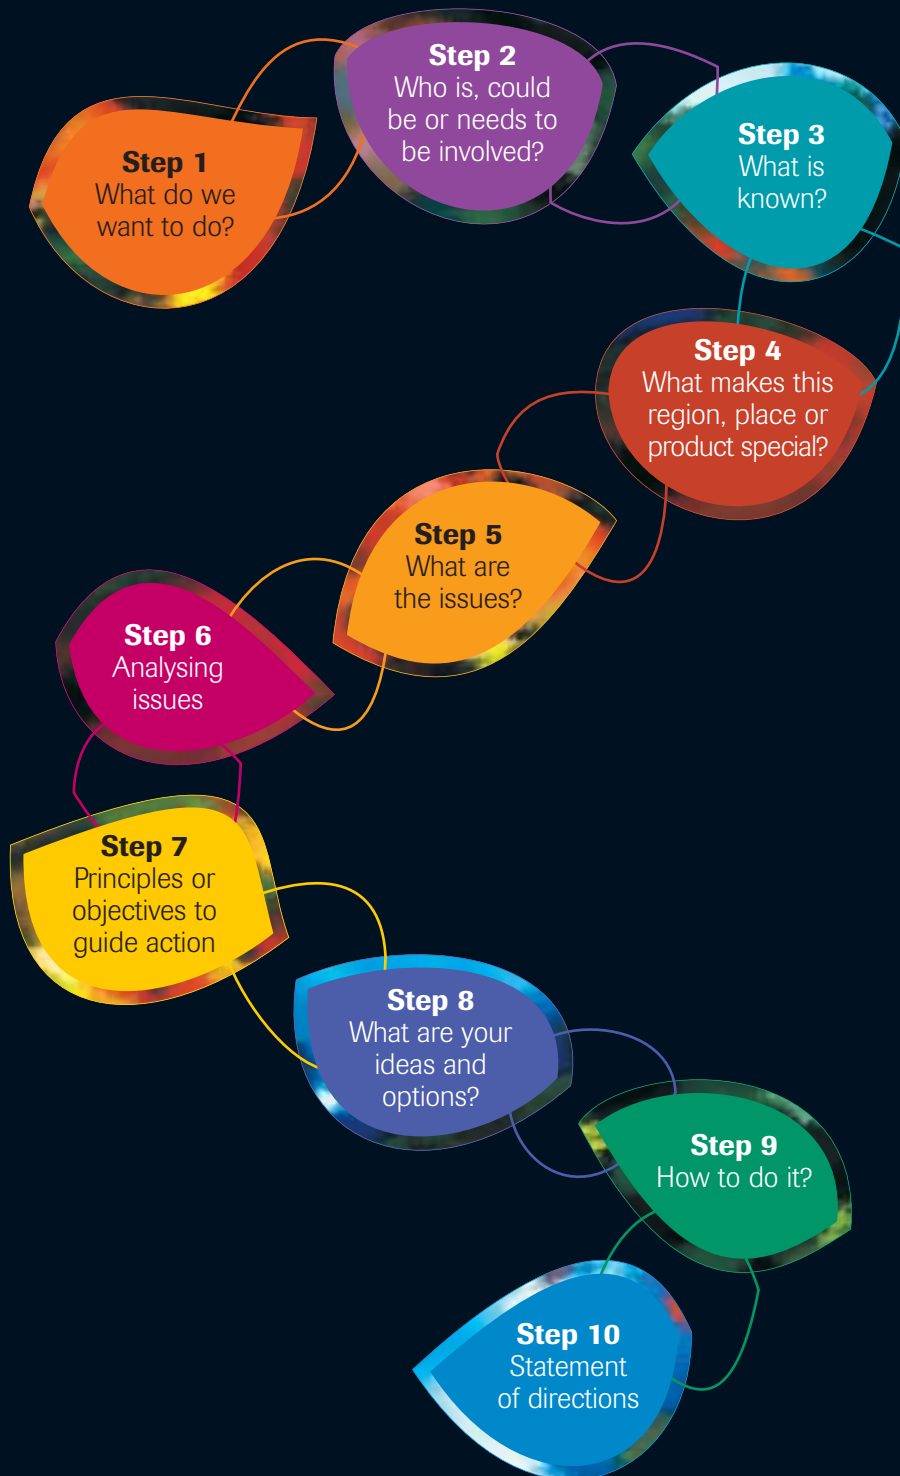 Step 1
What do we
want to do?
Step 2
Who is, could
be or needs to
be involved?
Step 3
What is
known?
Step 4
What makes this
region, place or
product special?
Step 5
What are
the issues?
Step 6
Analysing
issues
Step 7
Principles or
objectives to
guide action
Step 8
What are your
ideas and
options?
Step 9
How to do it?
Step 10
Statement
of directions